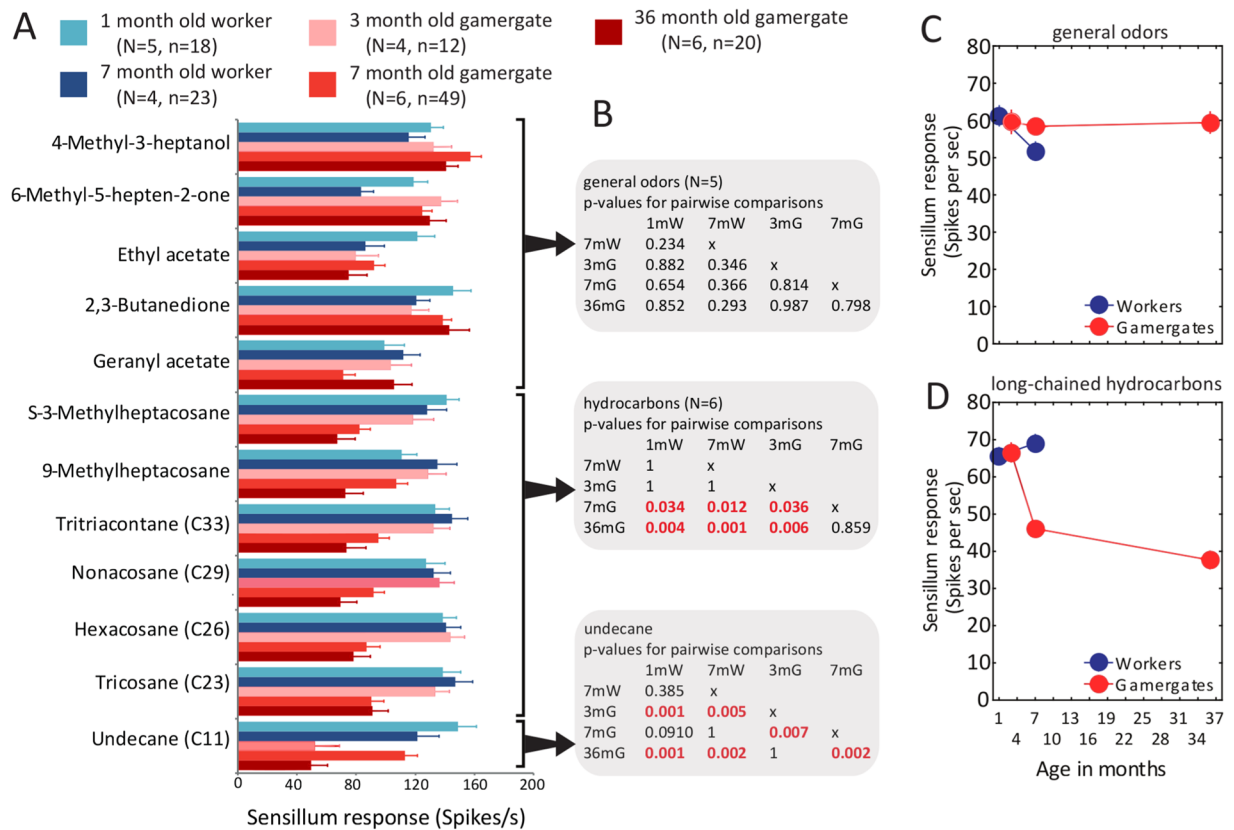 A
1 month old worker
(N=5, n=18)
3 month old gamergate
(N=4, n=12)
36 month old gamergate
(N=6, n=20)
7 month old worker
(N=4, n=23)
7 month old gamergate
(N=6, n=49)
4-Methyl-3-heptanol
6-Methyl-5-hepten-2-one
Ethyl acetate
2,3-Butanedione
Geranyl acetate
S-3-Methylheptacosane
9-Methylheptacosane
Tritriacontane (C33)
Nonacosane (C29)
Hexacosane (C26)
Tricosane (C23)
Undecane (C11)
0 40 80 120 160 200
Sensillum response (Spikes/s)
B
general odors (N=5)
p-values for pairwise comparisons
1mW 7mW 3mG 7mG
7mW 0.234 x
3mG 0.882 0.346 x
7mG 0.654 0.366 0.814 x
36mG 0.852 0.293 0.987 0.798
hydrocarbons (N=6)
p-values for pairwise comparisons
1mW 7mW 3mG 7mG
7mW 1 x
3mG 1 1 x
7mG 0.034 0.012 0.036 x
36mG 0.004 0.001 0.006 0.859
undecane
p-values for pairwise comparisons
1mW 7mW 3mG 7mG
7mW 0.385 x
3mG 0.001 0.005 x
7mG 0.0910 1 0.007 x
36mG 0.001 0.002 1 0.002
C
general odors
80
70
60
50
40
30
20
10
0
Sensillum response
(Spikes per sec)
Workers
Gamergates
D
long-chained hydrocarbons
80
70
60
50
40
30
20
10
0
Sensillum response
(Spikes per sec)
Workers
Gamergates
1 7 13 19 25 31 37
4 10 16 22 28 34
Age in months